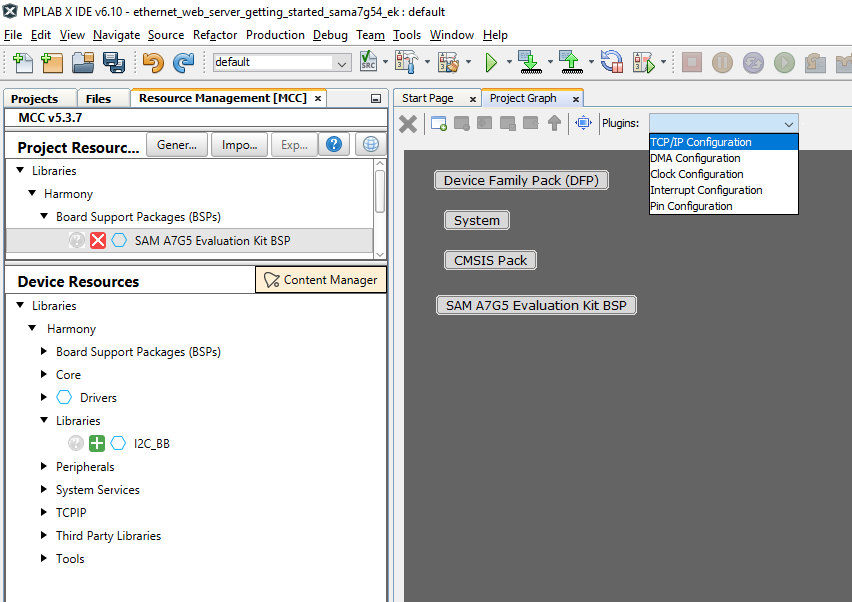 MPLAB X IDE v6.10 - ethernet_web_server_getting_started_sama7g54_ek : default
File Edit View Navigate Source Refactor Production Debug Team Tools Window Help
default
SRC
Projects Files Resource Management [MCC] ×
MCC v5.3.7
Project Resourc... Gener... Impo... Exp... ?
Libraries
Harmony
Board Support Packages (BSPs)
? SAM A7G5 Evaluation Kit BSP
Device Resources Content Manager
Libraries
Harmony
Board Support Packages (BSPs)
Core
Drivers
Libraries
? I2C_BB
Peripherals
System Services
TCPIP
Third Party Libraries
Tools
Start Page × Project Graph ×
Plugins:
TCP/IP Configuration
DMA Configuration
Clock Configuration
Interrupt Configuration
Pin Configuration
Device Family Pack (DFP)
System
CMSIS Pack
SAM A7G5 Evaluation Kit BSP